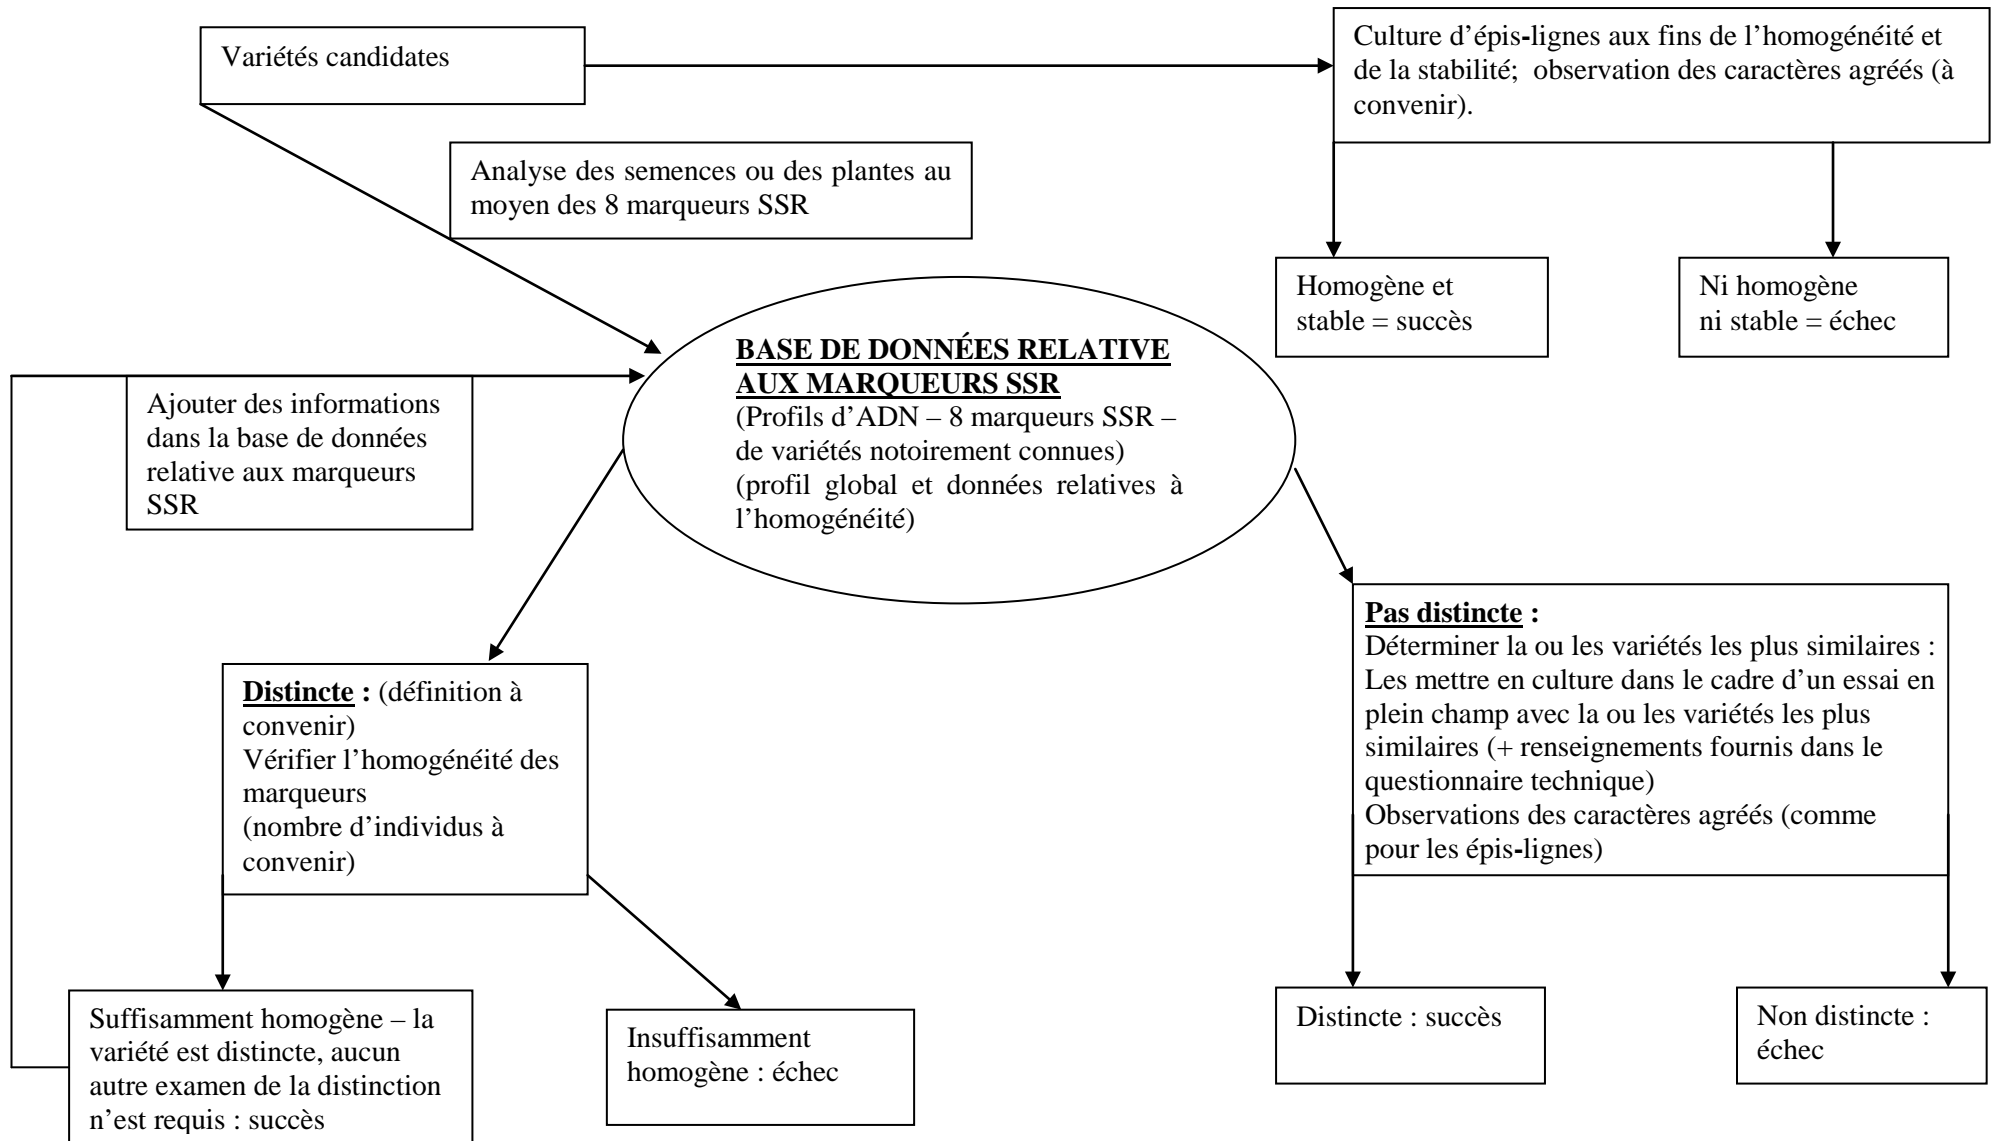 Variétés candidates
Culture d’épis-lignes aux fins de l’homogénéité et
de la stabilité;  observation des caractères agréés (à
convenir).
Analyse des semences ou des plantes au
moyen des 8 marqueurs SSR
Homogène et
stable = succès
Ni homogène
ni stable = échec
BASE DE DONNÉES RELATIVE
AUX MARQUEURS SSR
(Profils d’ADN – 8 marqueurs SSR –
de variétés notoirement connues)
(profil global et données relatives à
l’homogénéité)
Ajouter des informations
dans la base de données
relative aux marqueurs
SSR
Distincte : (définition à
convenir)
Vérifier l’homogénéité des
marqueurs
(nombre d’individus à
convenir)
Pas distincte :
Déterminer la ou les variétés les plus similaires :
Les mettre en culture dans le cadre d’un essai en
plein champ avec la ou les variétés les plus
similaires (+ renseignements fournis dans le
questionnaire technique)
Observations des caractères agréés (comme
pour les épis-lignes)
Suffisamment homogène – la
variété est distincte, aucun
autre examen de la distinction
n’est requis : succès
Insuffisamment
homogène : échec
Distincte : succès
Non distincte :
échec